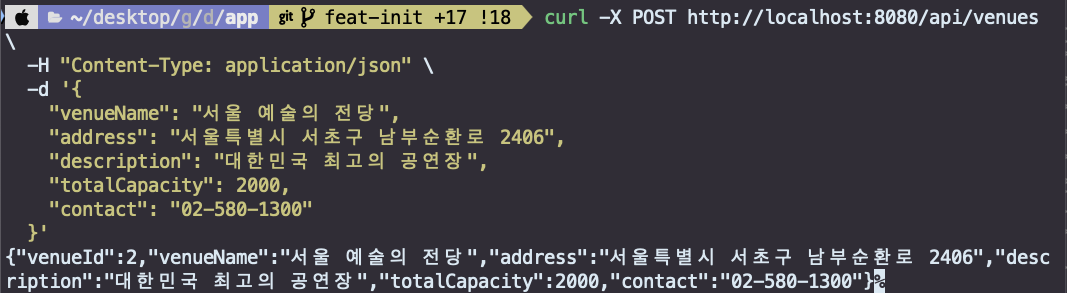 ~/desktop/g/d/app git feat-init +17 !18 curl -X POST http://localhost:8080/api/venues
\
-H "Content-Type: application/json" \
-d '{
"venueName": "서울 예술의 전당",
"address": "서울특별시 서초구 남부순환로 2406",
"description": "대한민국 최고의 공연장",
"totalCapacity": 2000,
"contact": "02-580-1300"
}'
{"venueId":2,"venueName":"서울 예술의 전당","address":"서울특별시 서초구 남부순환로 2406","desc
ription":"대한민국 최고의 공연장","totalCapacity":2000,"contact":"02-580-1300"}%